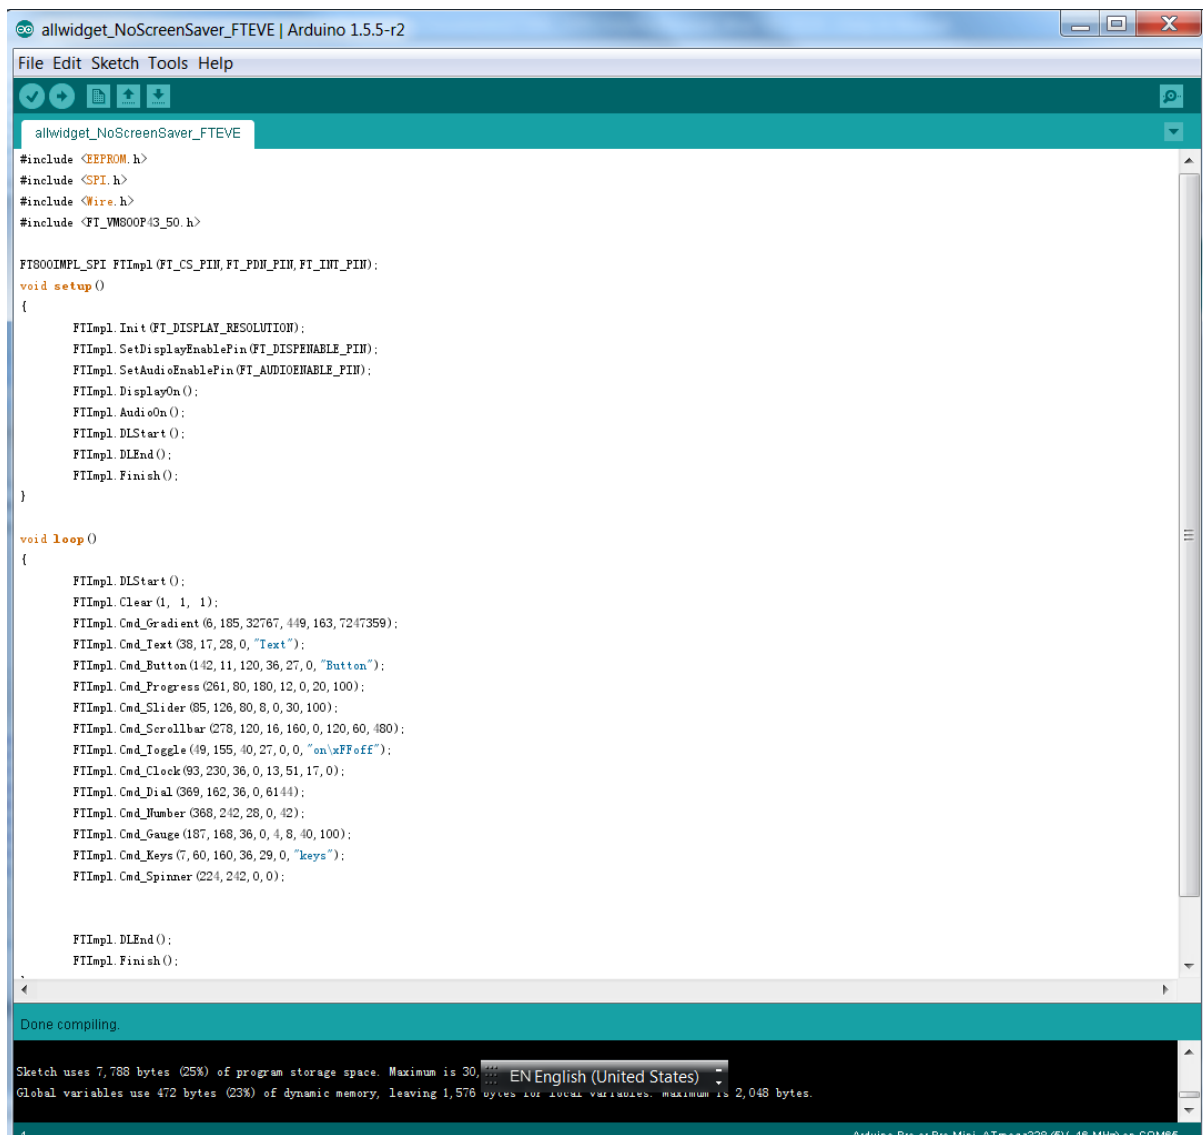 allwidget_NoScreenSaver_FTEVE | Arduino 1.5.5-r2
File Edit Sketch Tools Help
allwidget_NoScreenSaver_FTEVE
#include <EEPROM.h>
#include <SPI.h>
#include <Wire.h>
#include <FT_VM800P43_50.h>
FT800IMPL_SPI FTImpl(FT_CS_PIN,FT_PDN_PIN,FT_INT_PIN);
void setup()
{
FTImpl.Init(FT_DISPLAY_RESOLUTION);
FTImpl.SetDisplayEnablePin(FT_DISPENABLE_PIN);
FTImpl.SetAudioEnablePin(FT_AUDIOENABLE_PIN);
FTImpl.DisplayOn();
FTImpl.AudioOn();
FTImpl.DLStart();
FTImpl.DLEnd();
FTImpl.Finish();
}
void loop()
{
FTImpl.DLStart();
FTImpl.Clear(1, 1, 1);
FTImpl.Cmd_Gradient(6,185,32767,449,163,7247359);
FTImpl.Cmd_Text(38,17,28,0,"Text");
FTImpl.Cmd_Button(142,11,120,36,27,0,"Button");
FTImpl.Cmd_Progress(261,80,180,12,0,20,100);
FTImpl.Cmd_Slider(85,126,80,8,0,30,100);
FTImpl.Cmd_Scrollbar(278,120,16,160,0,120,60,480);
FTImpl.Cmd_Toggle(49,155,40,27,0,0,"on\xFFoff");
FTImpl.Cmd_Clock(93,230,36,0,13,51,17,0);
FTImpl.Cmd_Dial(369,162,36,0,6144);
FTImpl.Cmd_Number(368,242,28,0,42);
FTImpl.Cmd_Gauge(187,168,36,0,4,8,40,100);
FTImpl.Cmd_Keys(7,60,160,36,29,0,"keys");
FTImpl.Cmd_Spinner(224,242,0,0);
FTImpl.DLEnd();
FTImpl.Finish();
Done compiling.
Sketch uses 7,788 bytes (25%) of program storage space. Maximum is 30,
EN English (United States)
Global variables use 472 bytes (23%) of dynamic memory, leaving 1,576 bytes for local variables. Maximum is 2,048 bytes.